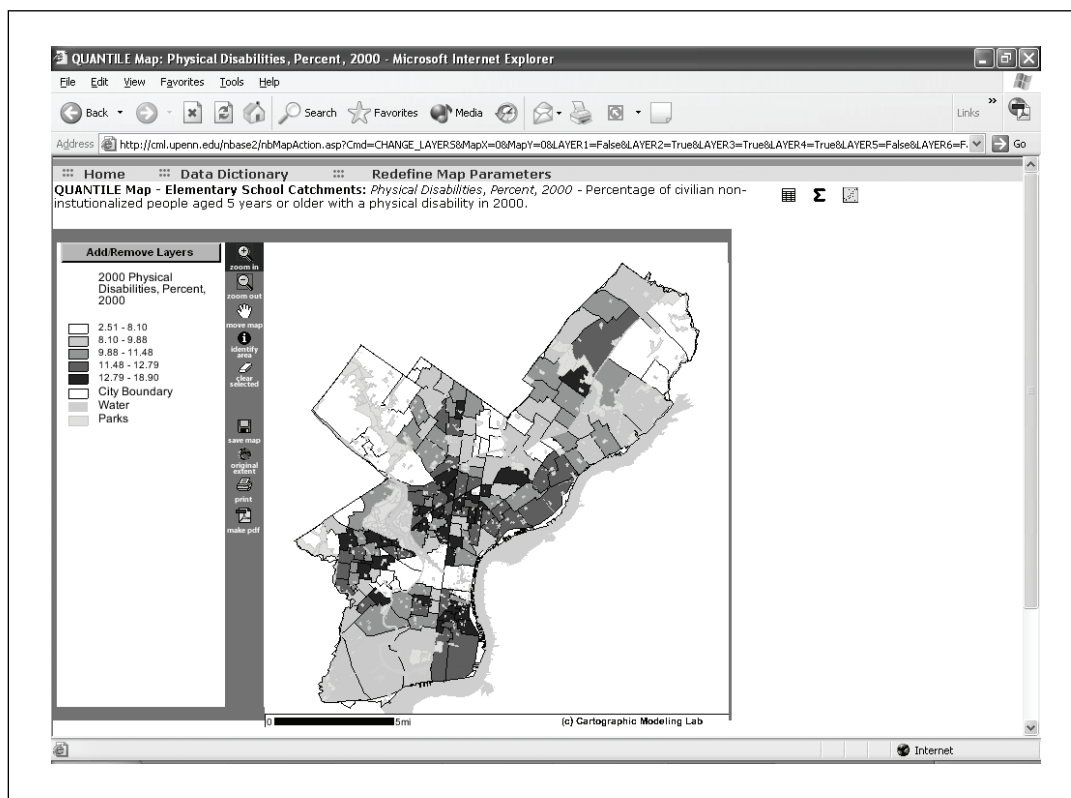 QUANTILE Map: Physical Disabilities, Percent, 2000 - Microsoft Internet Explorer
File Edit View Favorites Tools Help
Back Search Favorites Media Links »
Address http://cml.upenn.edu/nbase2/nbMapAction.asp?Cmd=CHANGE_LAYERS&MapX=0&MapY=0&LAYER1=False&LAYER2=True&LAYER3=True&LAYER4=True&LAYER5=False&LAYER6=F. Go
::: Home ::: Data Dictionary ::: Redefine Map Parameters
QUANTILE Map - Elementary School Catchments: Physical Disabilities, Percent, 2000 - Percentage of civilian non-
instutionalized people aged 5 years or older with a physical disability in 2000.
Σ
Add/Remove Layers
2000 Physical
Disabilities, Percent,
2000
2.51 - 8.10
8.10 - 9.88
9.88 - 11.48
11.48 - 12.79
12.79 - 18.90
City Boundary
Water
Parks
zoom in
zoom out
move map
identify
area
clear
selected
save map
original
extent
print
make pdf
0 5mi
(c) Cartographic Modeling Lab
Internet